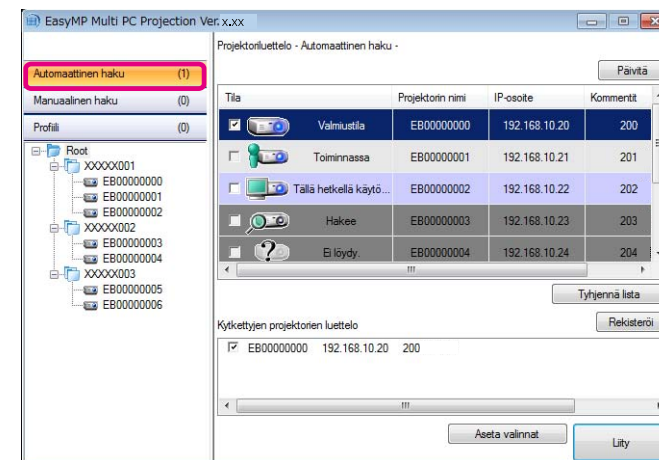 EasyMP Multi PC Projection Ver.x.xx
Projektoriluettelo - Automaattinen haku -
Automaattinen haku (1)
Päivitä
Manuaalinen haku (0)
Profiili (0)
Tila Projektorin nimi IP-osoite Kommentit
Valmiustila EB00000000 192.168.10.20 200
Toiminnassa EB00000001 192.168.10.21 201
Tällä hetkellä käytö... EB00000002 192.168.10.22 202
Hakee EB00000003 192.168.10.23 203
Ei löydy. EB00000004 192.168.10.24 204
Root
XXXXX001
EB00000000
EB00000001
EB00000002
XXXXX002
EB00000003
EB00000004
XXXXX003
EB00000005
EB00000006
Tyhjennä lista
Kytkettyjen projektorien luettelo
Rekisteröi
EB00000000 192.168.10.20 200
Aseta valinnat
Liity